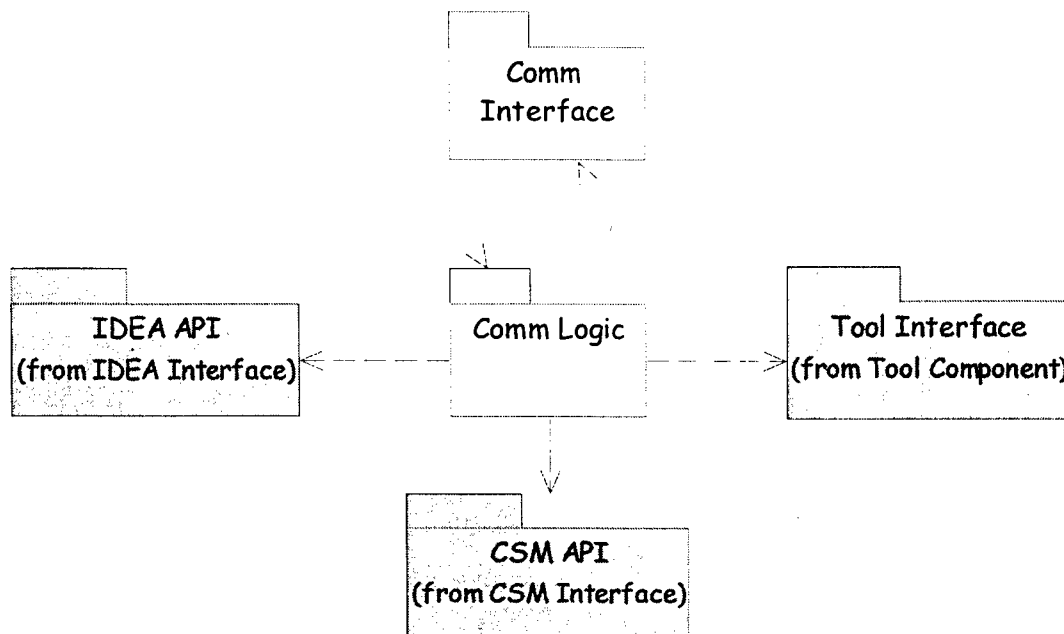 Comm
Interface
IDEA API
(from IDEA Interface)
Comm Logic
Tool Interface
(from Tool Component)
CSM API
(from CSM Interface)